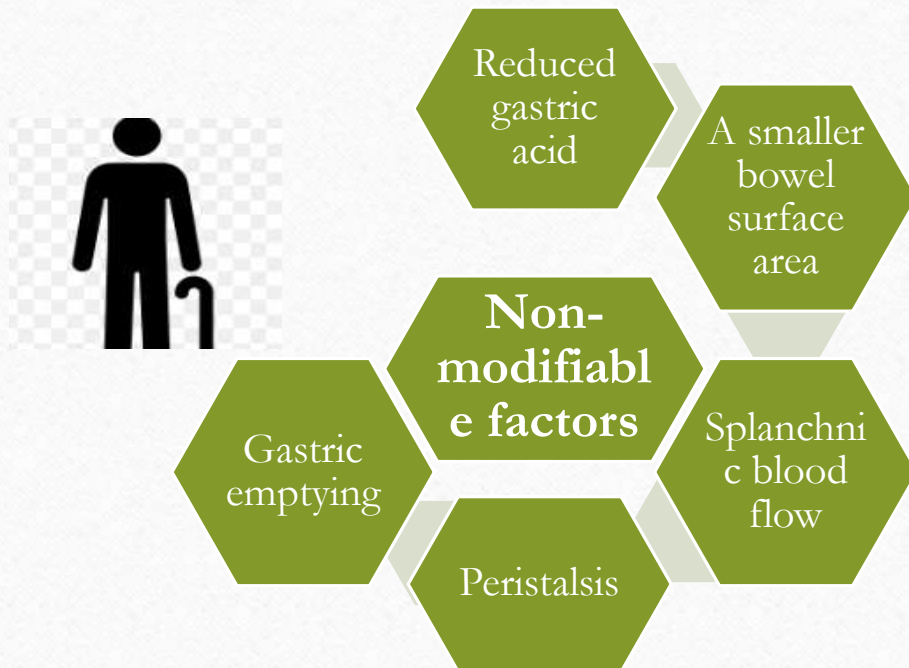 Reduced
gastric
acid
A smaller
bowel
surface
area
Non-
modifiabl
e factors
Splanchni
c blood
flow
Peristalsis
Gastric
emptying